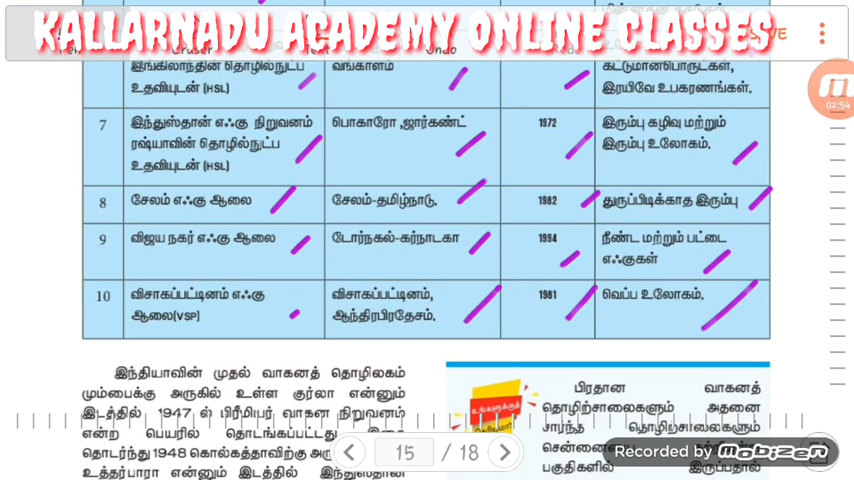 KALLARNADU ACADEMY ONLINE CLASSES
இங்கிலாந்தின் தொழில்நுட்ப வங்காளம் கட்டுமானபொருட்கள்,
உதவியுடன் (HSL) இரயில்வே உபகரணங்கள்.
7 இந்துஸ்தான் எஃகு நிறுவனம் பொகாரோ ,ஜார்கண்ட் 1972 இரும்பு கழிவு மற்றும்
ரஷ்யாவின் தொழில்நுட்ப இரும்பு உலோகம்.
உதவியுடன் (HSL)
8 சேலம் எஃகு ஆலை சேலம்-தமிழ்நாடு. 1982 துருப்பிடிக்காத இரும்பு
9 விஜய நகர் எஃகு ஆலை டோர்நகல்-கர்நாடகா 1994 நீண்ட மற்றும் பட்டை
எஃகுகள்
10 விசாகப்பட்டினம் எஃகு விசாகப்பட்டினம், 1981 வெப்ப உலோகம்.
ஆலை(VSP) ஆந்திரபிரதேசம்.
இந்தியாவின் முதல் வாகனத் தொழிலகம்
மும்பைக்கு அருகில் உள்ள குர்லா என்னும்
இடத்தில் 1947 ல் பிரீமியர் வாகன நிறுவனம்
என்ற பெயரில் தொடங்கப்பட்டது
தொடர்ந்து 1948 கொல்கத்தாவிற்கு
உத்தர்பாரா என்னும் இடத்தில் இந்துஸ்தான்
உங்களுக்குத்
தெரியுமா?
பிரதான வாகனத்
தொழிற்சாலைகளும் அதனை
சார்ந்த தொழிற்சாலைகளும்
சென்னையை
பகுதிகளில் இருப்பதால்
02:54
15 / 18
Recorded by Mobizen